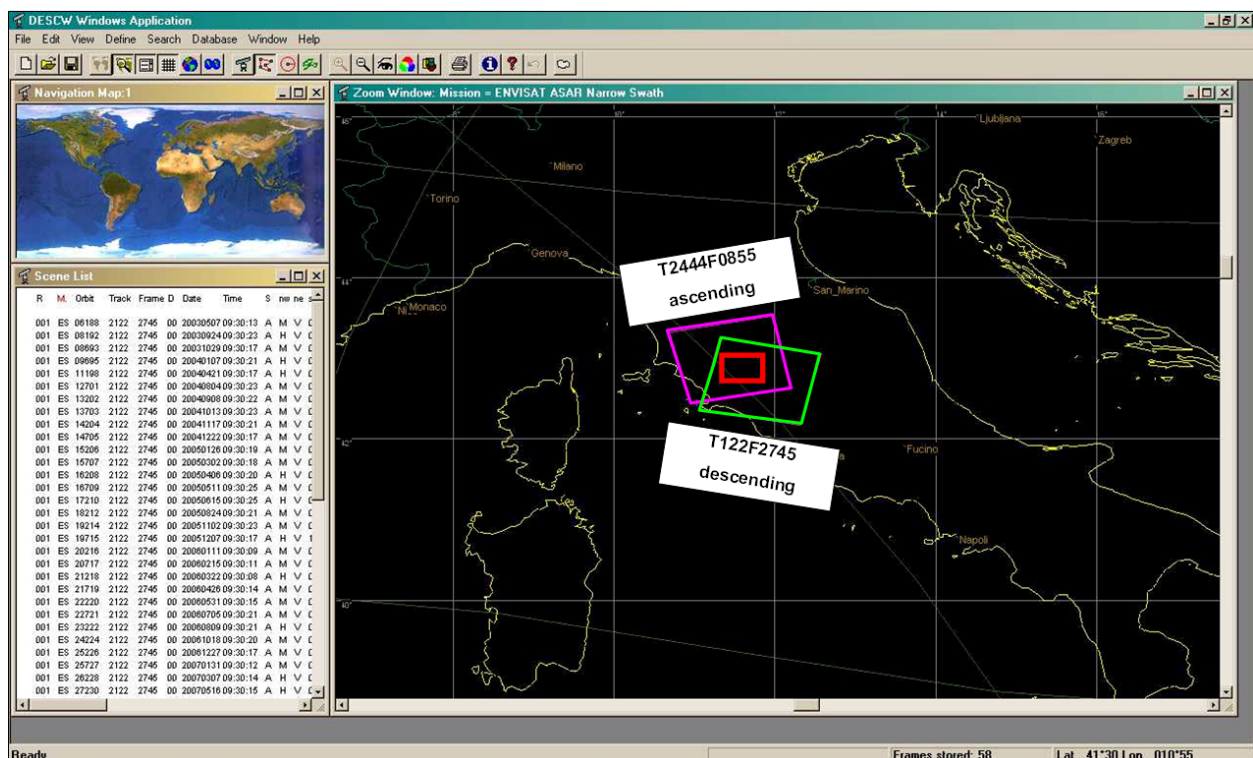 DESCW Windows Application
File Edit View Define Search Database Window Help
Navigation Map:1
Zoom Window: Mission = ENVISAT ASAR Narrow Swath
46°
10°
12°
14°
Ljubljana
Zagreb
Milano
Torino
Genova
T2444F0855
ascending
44°
Monaco
San_Marino
42°
T122F2745
descending
Fucino
Napoli
40°
Scene List
R M. Orbit Track Frame D Date Time S nw ne s
001 ES 06188 2122 2745 00 20030507 09:30:13 A M V
001 ES 08192 2122 2745 00 20030924 09:30:23 A H V
001 ES 08693 2122 2745 00 20031029 09:30:17 A M V
001 ES 09695 2122 2745 00 20040107 09:30:21 A H V
001 ES 11198 2122 2745 00 20040421 09:30:17 A H V
001 ES 12701 2122 2745 00 20040804 09:30:23 A M V
001 ES 13202 2122 2745 00 20040908 09:30:22 A M V
001 ES 13703 2122 2745 00 20041013 09:30:23 A M V
001 ES 14204 2122 2745 00 20041117 09:30:21 A M V
001 ES 14705 2122 2745 00 20041222 09:30:17 A M V
001 ES 15206 2122 2745 00 20050126 09:30:19 A M V
001 ES 15707 2122 2745 00 20050302 09:30:18 A M V
001 ES 16208 2122 2745 00 20050406 09:30:20 A H V
001 ES 16709 2122 2745 00 20050511 09:30:25 A M V
001 ES 17210 2122 2745 00 20050615 09:30:25 A H V
001 ES 18212 2122 2745 00 20050824 09:30:21 A M V
001 ES 19214 2122 2745 00 20051102 09:30:23 A M V
001 ES 19715 2122 2745 00 20051207 09:30:17 A H V 1
001 ES 20216 2122 2745 00 20060111 09:30:09 A M V
001 ES 20717 2122 2745 00 20060215 09:30:11 A M V
001 ES 21218 2122 2745 00 20060322 09:30:08 A H V
001 ES 21719 2122 2745 00 20060426 09:30:14 A M V
001 ES 22220 2122 2745 00 20060531 09:30:15 A M V
001 ES 22721 2122 2745 00 20060705 09:30:21 A M V
001 ES 23222 2122 2745 00 20060809 09:30:21 A H V
001 ES 24224 2122 2745 00 20061018 09:30:20 A M V
001 ES 25226 2122 2745 00 20061227 09:30:17 A M V
001 ES 25727 2122 2745 00 20070131 09:30:12 A M V
001 ES 26228 2122 2745 00 20070307 09:30:14 A M V
001 ES 27230 2122 2745 00 20070516 09:30:15 A H V
Ready
Frames stored: 58
Lat 41°30 Lon 010°55